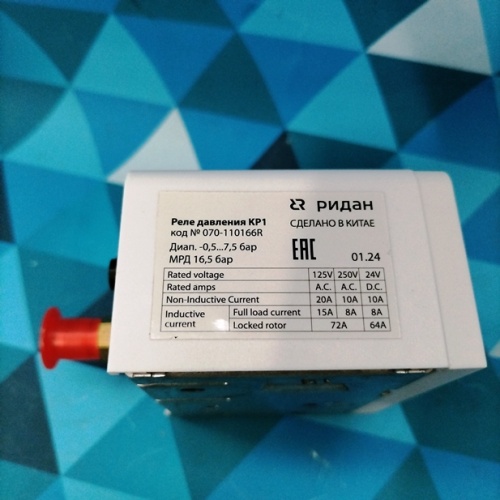 ридан
Реле давления KP1
СДЕЛАНО В КИТАЕ
код № 070-110166R
Диап. -0,5...7,5 бар
EAC
МРД 16,5 бар
01.24
Rated voltage 125V 250V 24V
Rated amps A.C. A.C. D.C.
Non-Inductive Current 20A 10A 10A
Inductive current Full load current 15A 8A 8A
Locked rotor 72A 64A